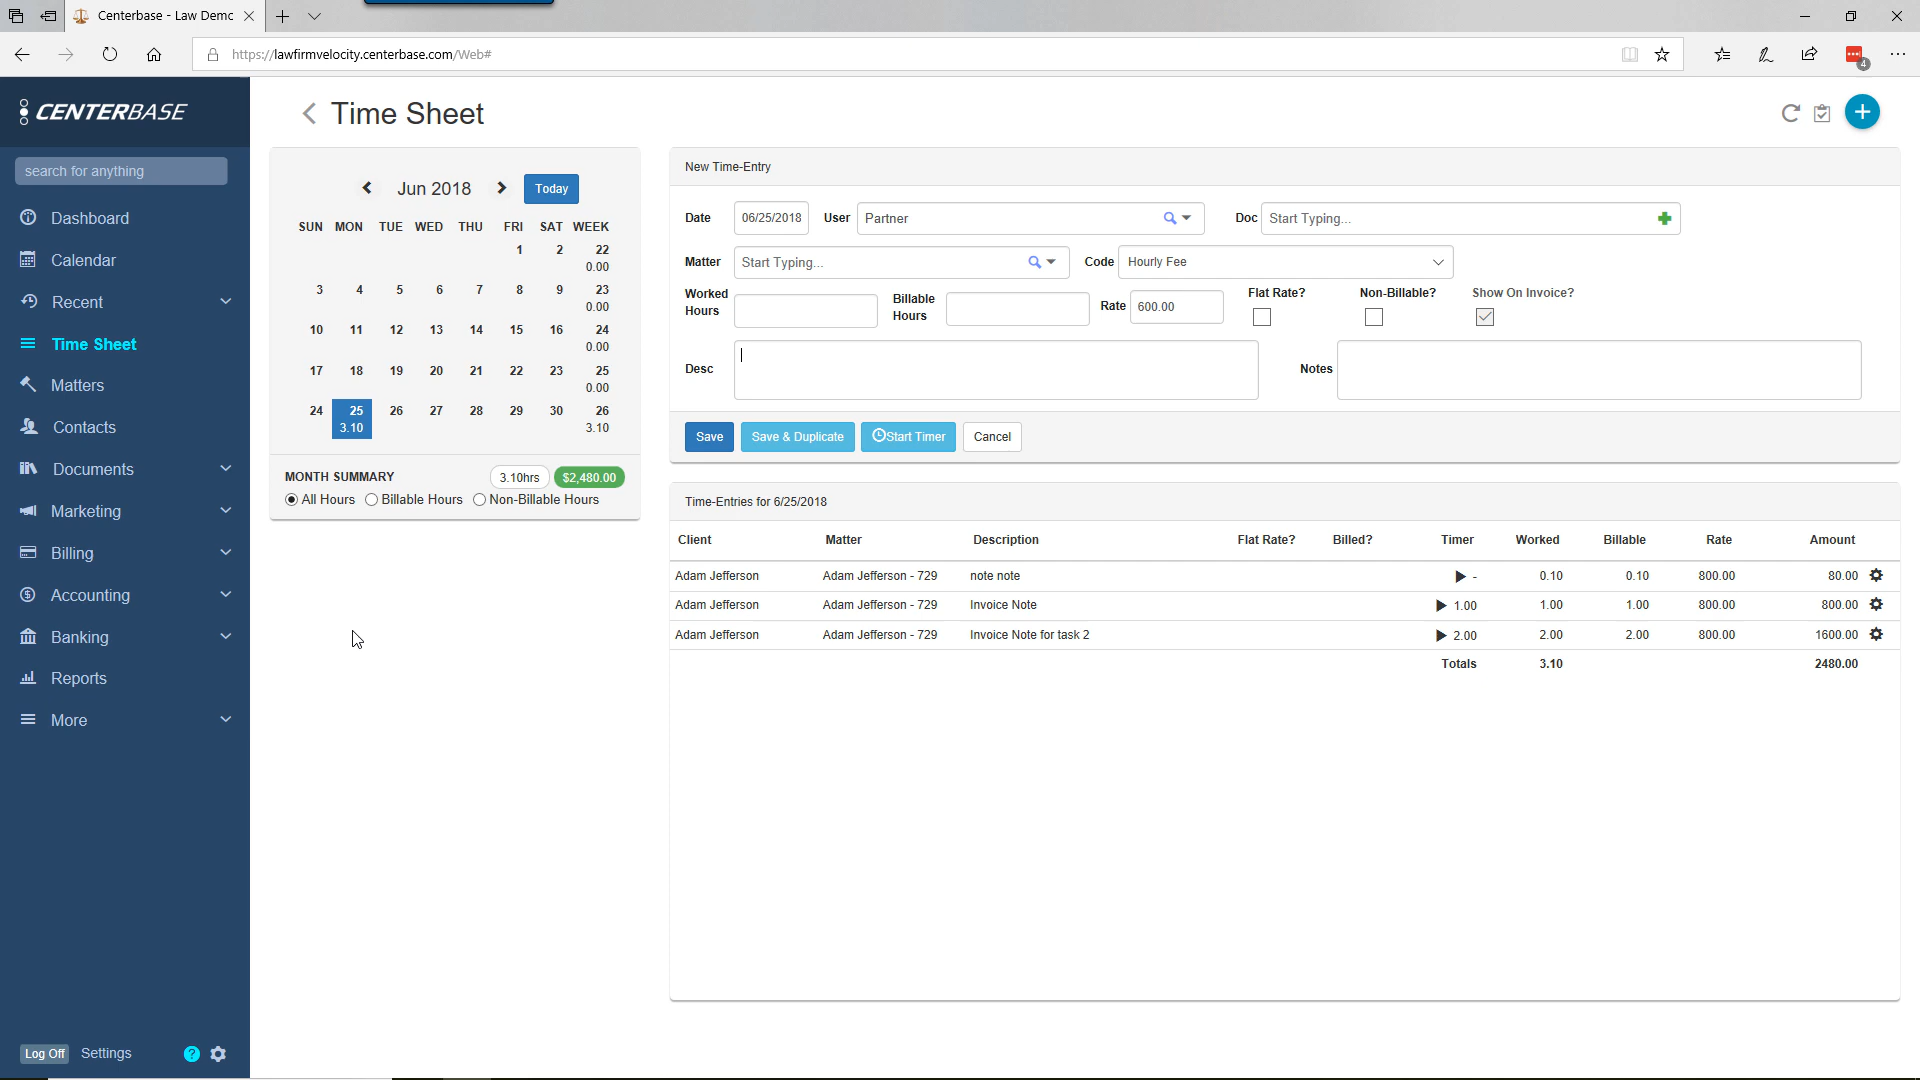 Centerbase - Law Demc
https://lawfirmvelocity.centerbase.com/Web#
4
CENTERBASE
search for anything
Dashboard
Calendar
Recent
Time Sheet
Matters
Contacts
Documents
Marketing
Billing
Accounting
Banking
Reports
More
Log Off Settings ?
Time Sheet
Jun 2018 Today
SUN MON TUE WED THU FRI SAT WEEK
1 2 22
0.00
3 4 5 6 7 8 9 23
0.00
10 11 12 13 14 15 16 24
0.00
17 18 19 20 21 22 23 25
0.00
24 25 26 27 28 29 30 26
3.10 3.10
MONTH SUMMARY 3.10hrs $2,480.00
All Hours Billable Hours Non-Billable Hours
New Time-Entry
Date 06/25/2018 User Partner Doc Start Typing...
Matter Start Typing... Code Hourly Fee
Worked Hours Billable Hours Rate 600.00 Flat Rate? Non-Billable? Show On Invoice?
Desc Notes
Save Save & Duplicate Start Timer Cancel
Time-Entries for 6/25/2018
Client Matter Description Flat Rate? Billed? Timer Worked Billable Rate Amount
Adam Jefferson Adam Jefferson - 729 note note - 0.10 0.10 800.00 80.00
Adam Jefferson Adam Jefferson - 729 Invoice Note 1.00 1.00 1.00 800.00 800.00
Adam Jefferson Adam Jefferson - 729 Invoice Note for task 2 2.00 2.00 2.00 800.00 1600.00
Totals 3.10 2480.00